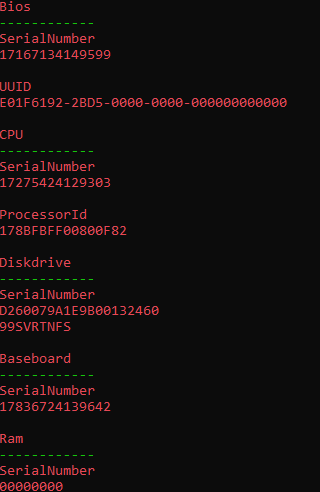 Bios
------------
SerialNumber
17167134149599
UUID
E01F6192-2BD5-0000-0000-000000000000
CPU
------------
SerialNumber
17275424129303
ProcessorId
178BFBFF00800F82
Diskdrive
------------
SerialNumber
D260079A1E9B00132460
99SVRTNFS
Baseboard
------------
SerialNumber
17836724139642
Ram
------------
SerialNumber
00000000